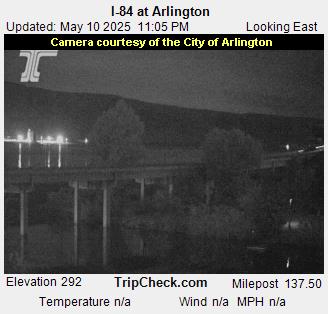 I-84 at Arlington
Updated: May 10 2025 11:05 PM Looking East
Camera courtesy of the City of Arlington
Elevation 292 TripCheck.com Milepost 137.50
Temperature n/a Wind n/a MPH n/a